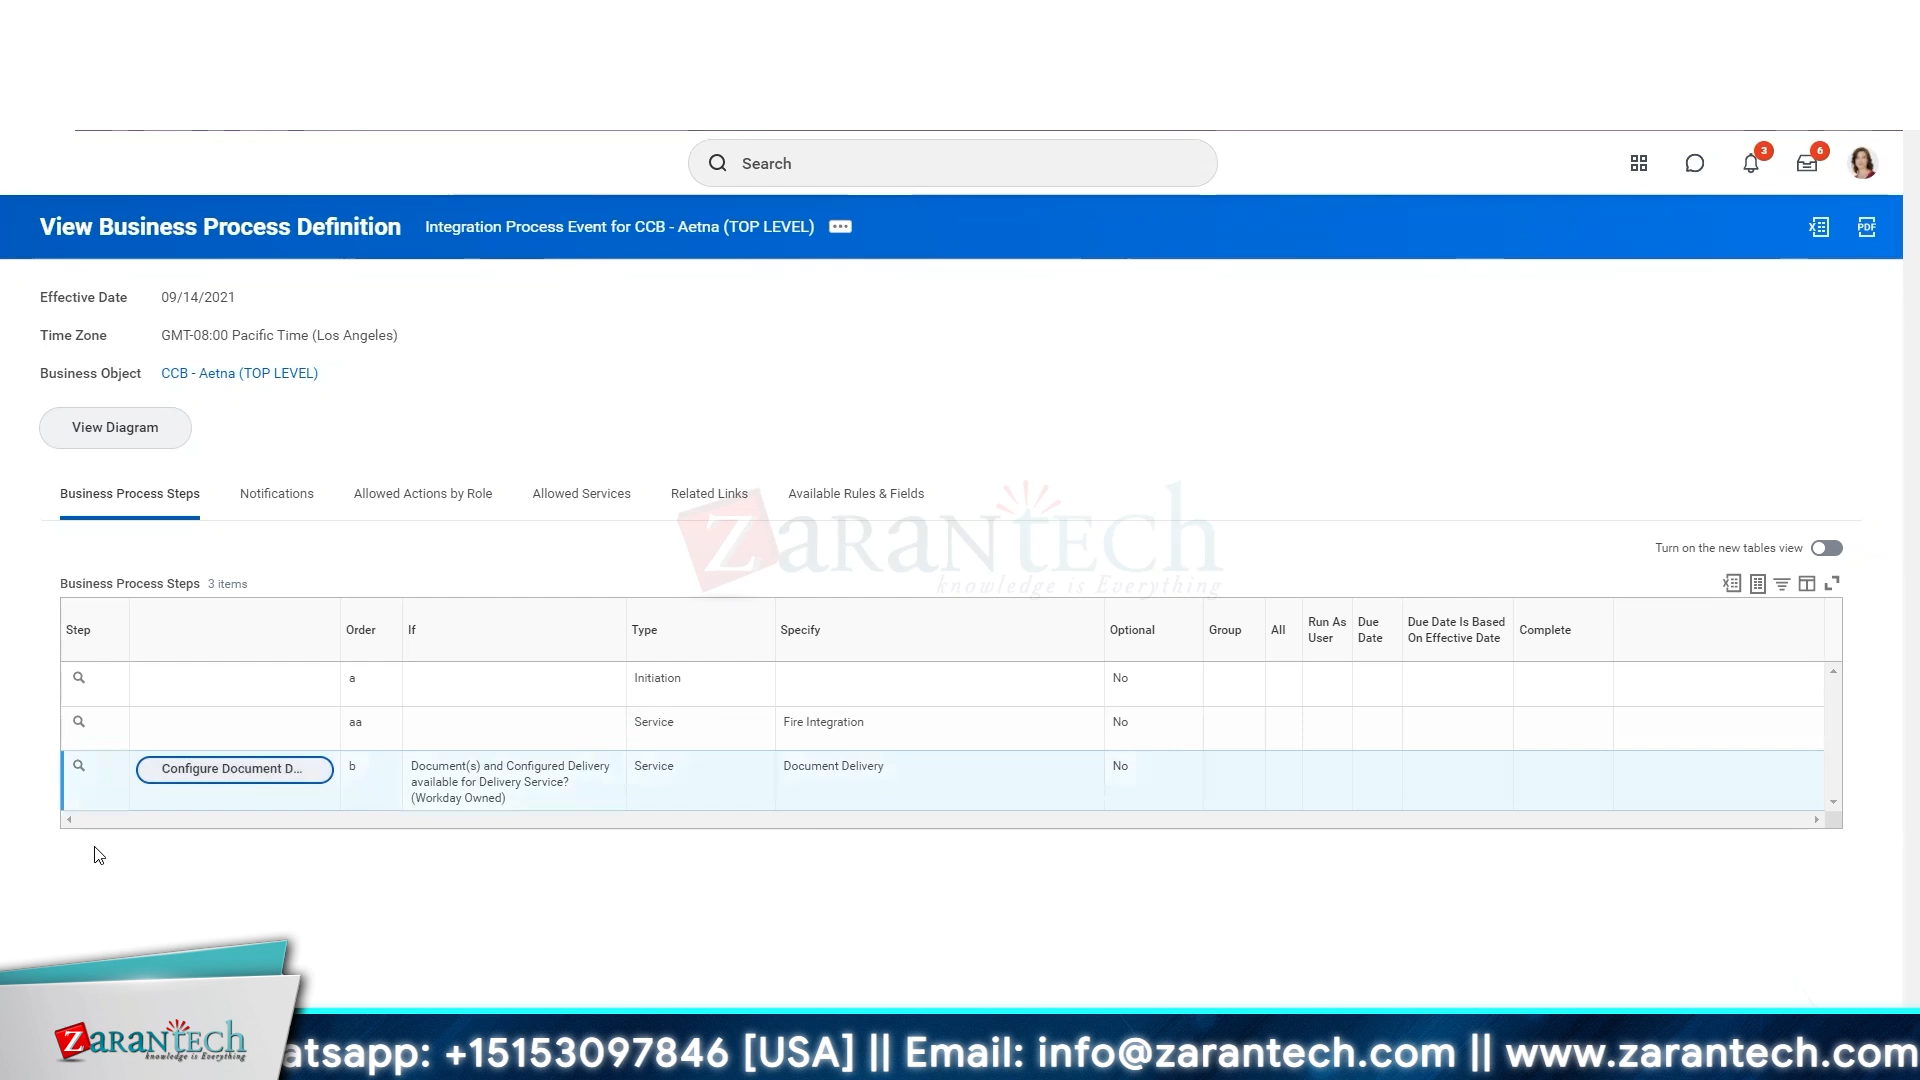 Search
3
6
View Business Process Definition Integration Process Event for CCB - Aetna (TOP LEVEL)
PDF
Effective Date 09/14/2021
Time Zone GMT-08:00 Pacific Time (Los Angeles)
Business Object CCB - Aetna (TOP LEVEL)
View Diagram
Business Process Steps Notifications Allowed Actions by Role Allowed Services Related Links Available Rules & Fields
ZaranTech
knowledge is Everything
Turn on the new tables view
Business Process Steps 3 items
Step Order If Type Specify Optional Group All Run As User Due Date Due Date Is Based On Effective Date Complete
a Initiation No
aa Service Fire Integration No
Configure Document D... b Document(s) and Configured Delivery available for Delivery Service? (Workday Owned) Service Document Delivery No
ZaranTech
knowledge is Everything
atsapp: +15153097846 [USA] || Email: info@zarantech.com || www.zarantech.com